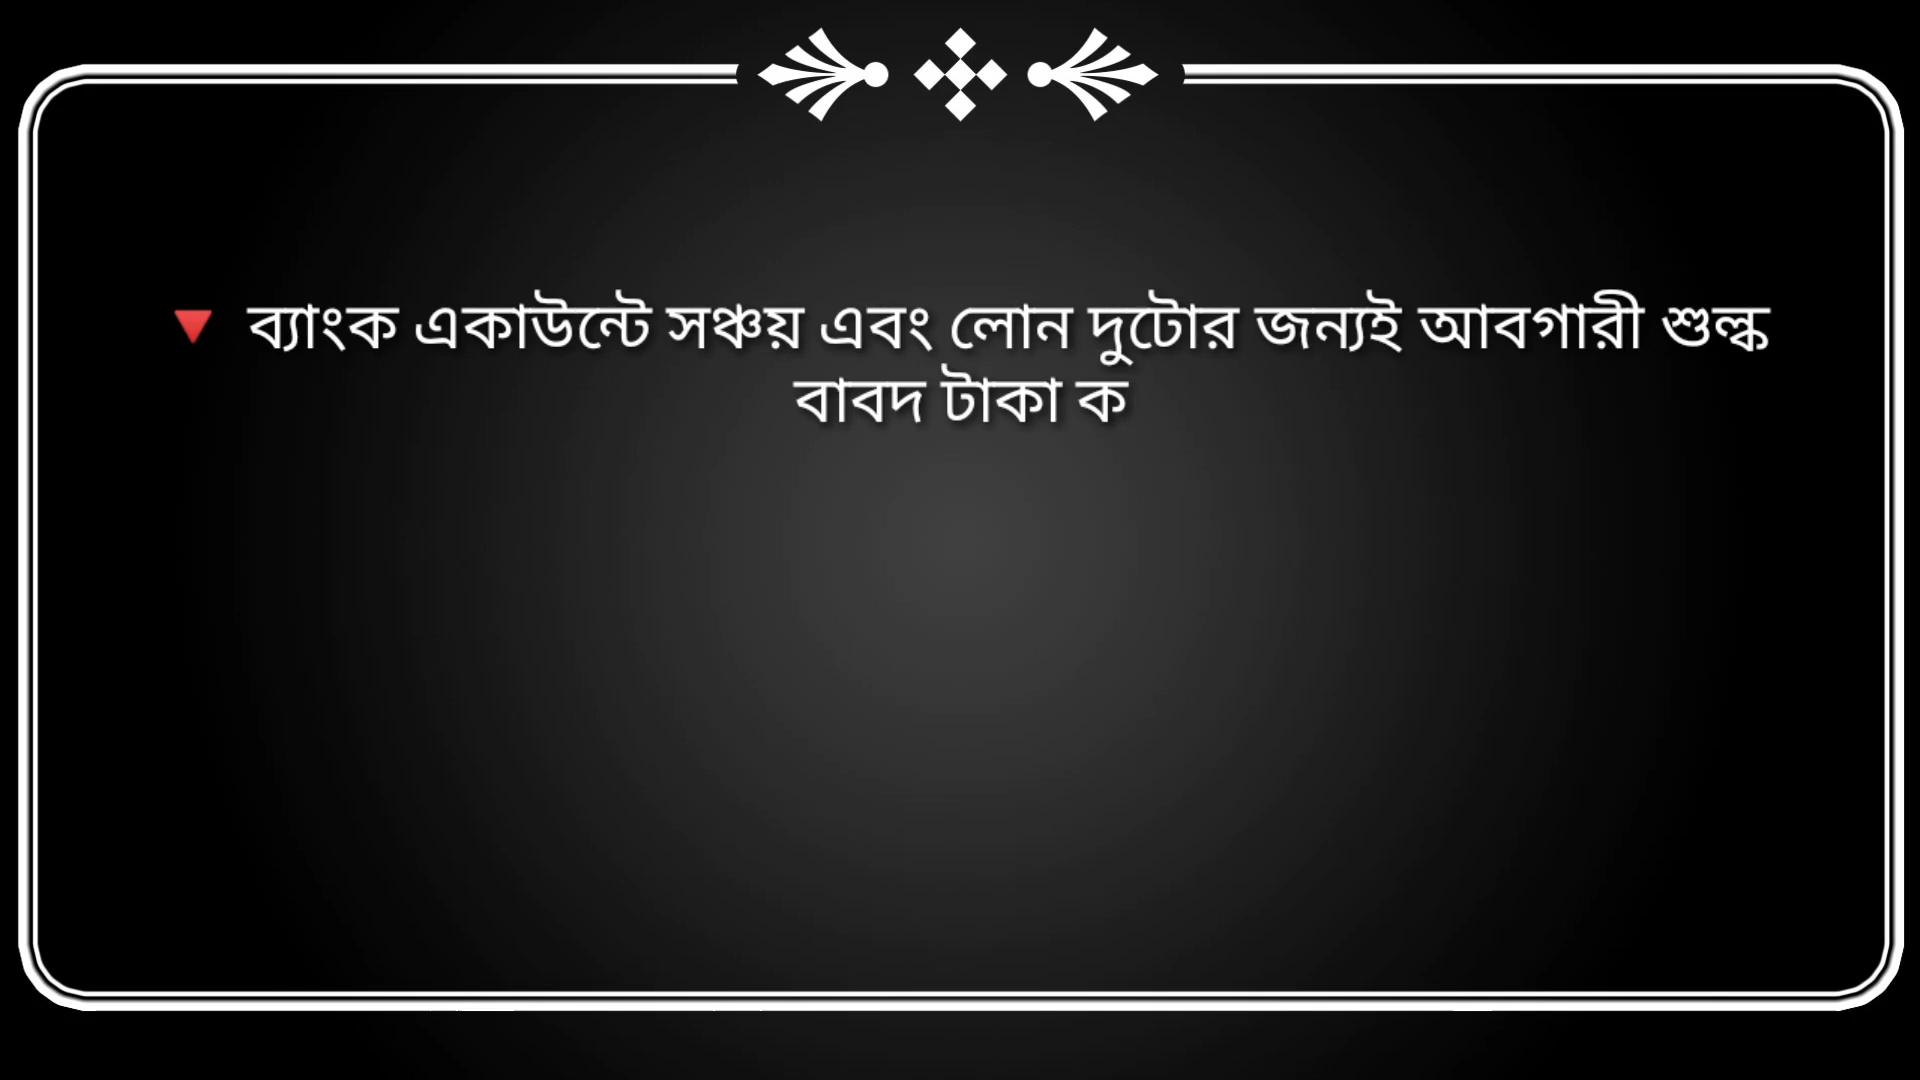 🔻 ব্যাংক একাউন্টে সঞ্চয় এবং লোন দুটোর জন্যই আবগারী শুল্ক
বাবদ টাকা ক